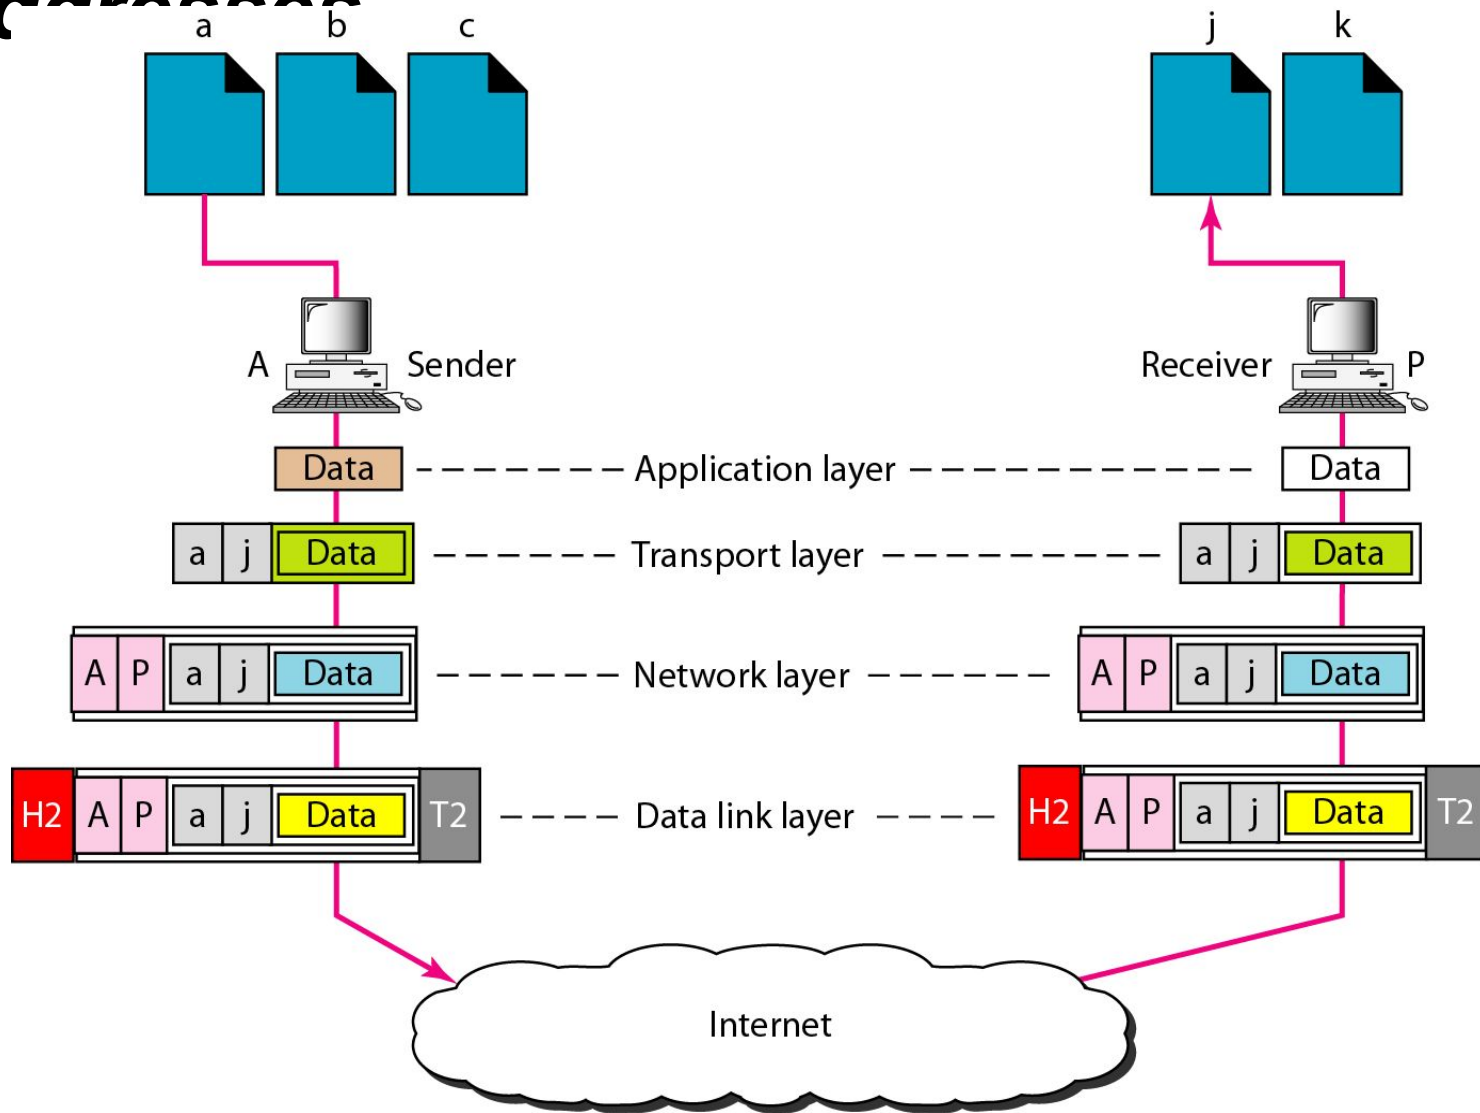 a b c j k
A Sender Receiver P
Data Application layer Data
a j Data Transport layer a j Data
A P a j Data Network layer A P a j Data
H2 A P a j Data T2 Data link layer H2 A P a j Data T2
Internet